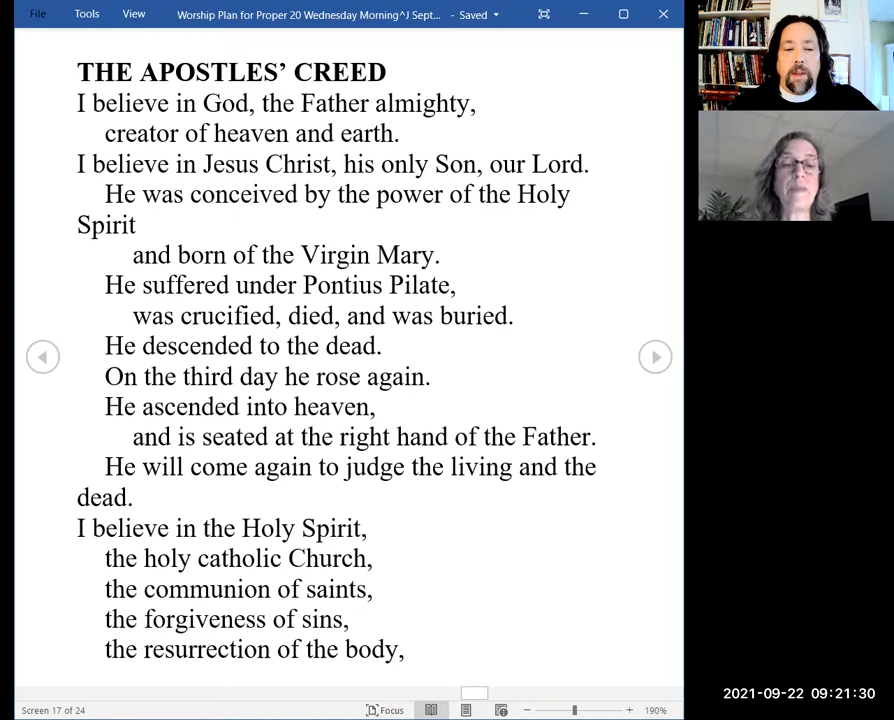 File Tools View Worship Plan for Proper 20 Wednesday Morning^J Sept... - Saved
THE APOSTLES’ CREED
I believe in God, the Father almighty,
creator of heaven and earth.
I believe in Jesus Christ, his only Son, our Lord.
He was conceived by the power of the Holy
Spirit
and born of the Virgin Mary.
He suffered under Pontius Pilate,
was crucified, died, and was buried.
He descended to the dead.
On the third day he rose again.
He ascended into heaven,
and is seated at the right hand of the Father.
He will come again to judge the living and the
dead.
I believe in the Holy Spirit,
the holy catholic Church,
the communion of saints,
the forgiveness of sins,
the resurrection of the body,
2021-09-22 09:21:30
Screen 17 of 24 Focus 190%